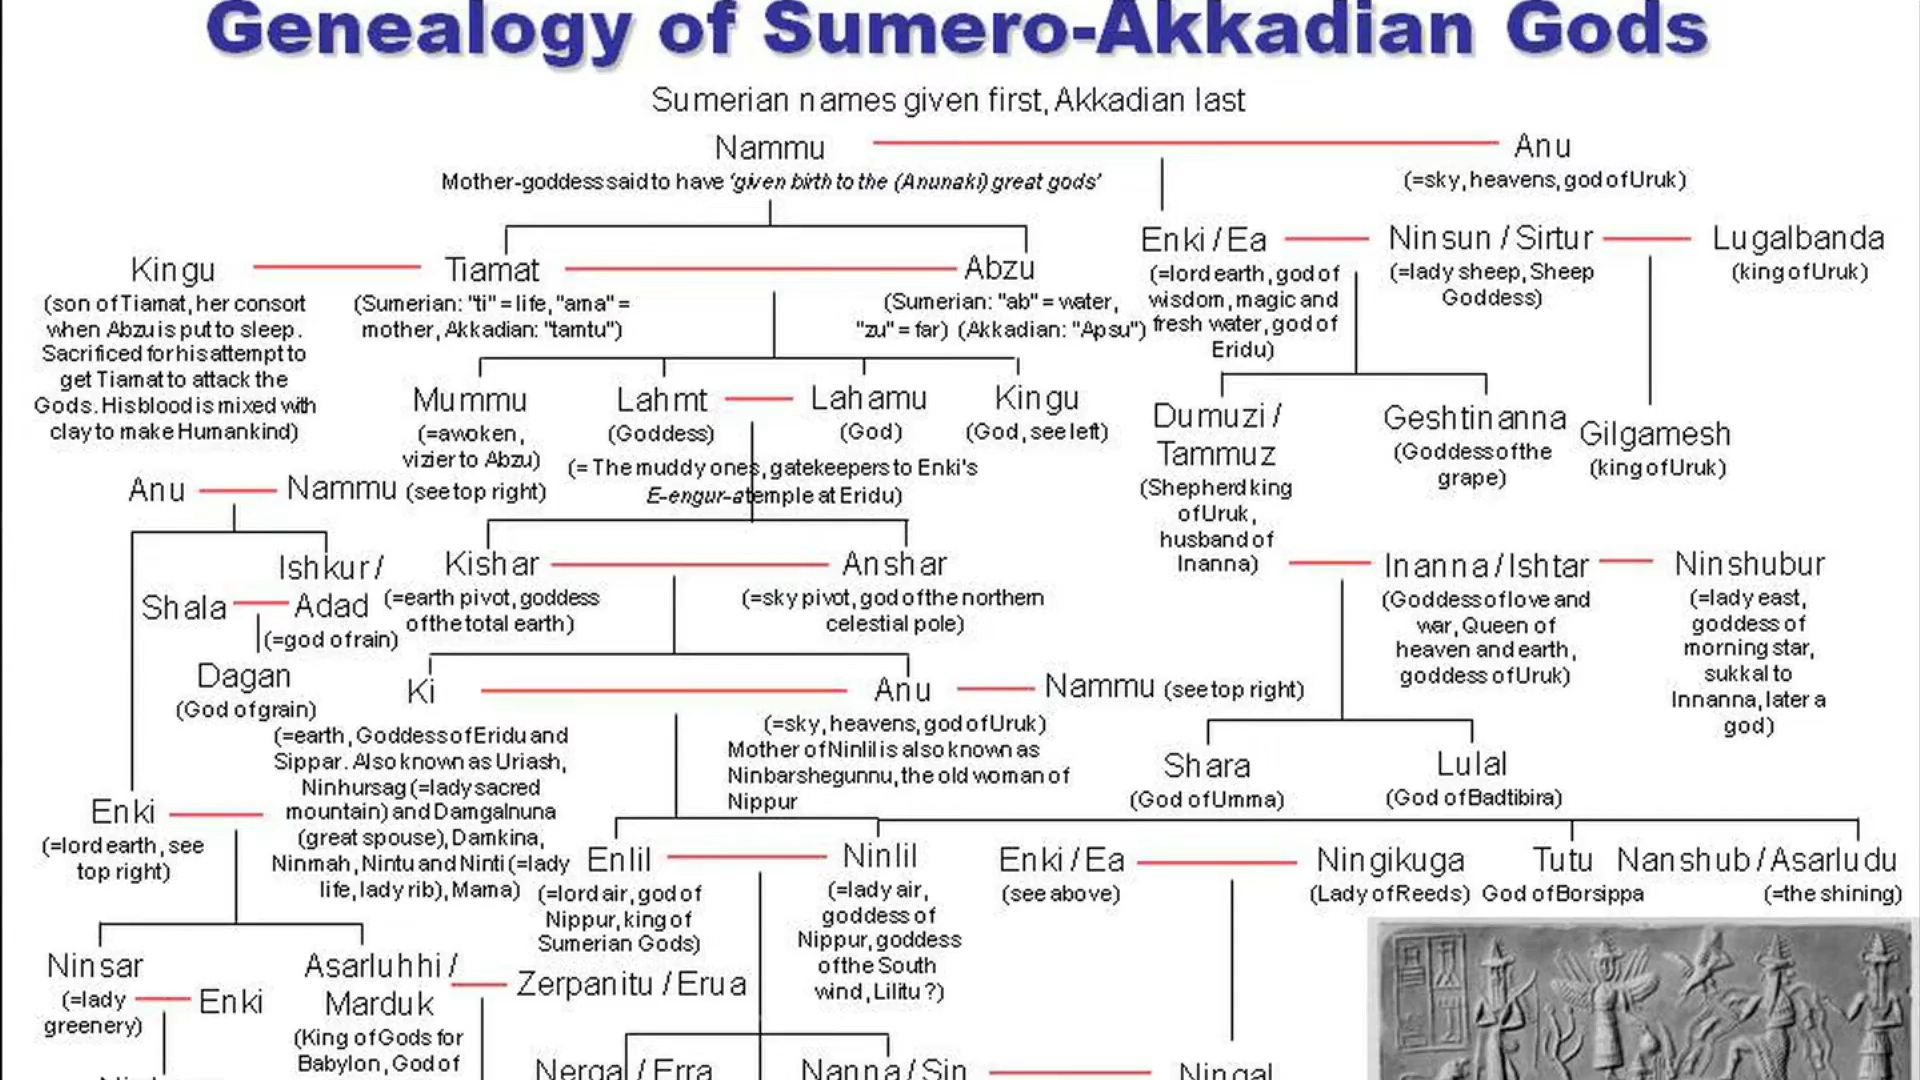 Genealogy of Sumero-Akkadian Gods
Sumerian names given first, Akkadian last
Nammu
Anu
Mother-goddess said to have 'given birth to the (Anunaki) great gods'
(=sky, heavens, god of Uruk)
Enki / Ea
Ninsun / Sirtur
Lugalbanda
(=lord earth, god of
wisdom, magic and
fresh water, god of
Eridu)
(=lady sheep, Sheep
Goddess)
(king of Uruk)
Kingu
Tiamat
Abzu
(son of Tiamat, her consort
when Abzu is put to sleep.
Sacrificed for his attempt to
get Tiamat to attack the
Gods. His blood is mixed with
clay to make Humankind)
(Sumerian: "ti" = life, "ama" =
mother, Akkadian: "tamtu")
(Sumerian: "ab" = water,
"zu" = far) (Akkadian: "Apsu")
Mummu
Lahmt
Lahamu
Kingu
(=awoken,
vizier to Abzu)
(Goddess)
(God)
(God, see left)
(= The muddy ones, gatekeepers to Enki's
E-engur-a temple at Eridu)
Dumuzi /
Tammuz
(Shepherd king
of Uruk,
husband of
Inanna)
Geshtinanna
(Goddess of the
grape)
Gilgamesh
(king of Uruk)
Anu
Nammu (see top right)
Ishkur /
Adad
Shala
(=god of rain)
Dagan
(God of grain)
Kishar
Anshar
(=earth pivot, goddess
of the total earth)
(=sky pivot, god of the northern
celestial pole)
Inanna / Ishtar
Ninshubur
(Goddess of love and
war, Queen of
heaven and earth,
goddess of Uruk)
(=lady east,
goddess of
morning star,
sukkal to
Innanna, later a
god)
Ki
Anu
Nammu (see top right)
(=earth, Goddess of Eridu and
Sippar. Also known as Uriash,
Ninhursag (=lady sacred
mountain) and Damgalnuna
(great spouse), Damkina,
Ninmah, Nintu and Ninti (=lady
life, lady rib), Mama)
(=sky, heavens, god of Uruk)
Mother of Ninlil is also known as
Ninbarshegunnu, the old woman of
Nippur
Shara
(God of Umma)
Lulal
(God of Badtibira)
Enki
(=lord earth, see
top right)
Enlil
Ninlil
(=lord air, god of
Nippur, king of
Sumerian Gods)
(=lady air,
goddess of
Nippur, goddess
of the South
wind, Lilitu ?)
Enki / Ea
(see above)
Ningikuga
(Lady of Reeds)
Tutu
God of Borsippa
Nanshub / Asarludu
(=the shining)
Ninsar
(=lady
greenery)
Enki
Asarluhhi /
Marduk
(King of Gods for
Babylon, God of
Zerpanitu / Erua
Nergal / Erra
Nanna / Sin
Ningal